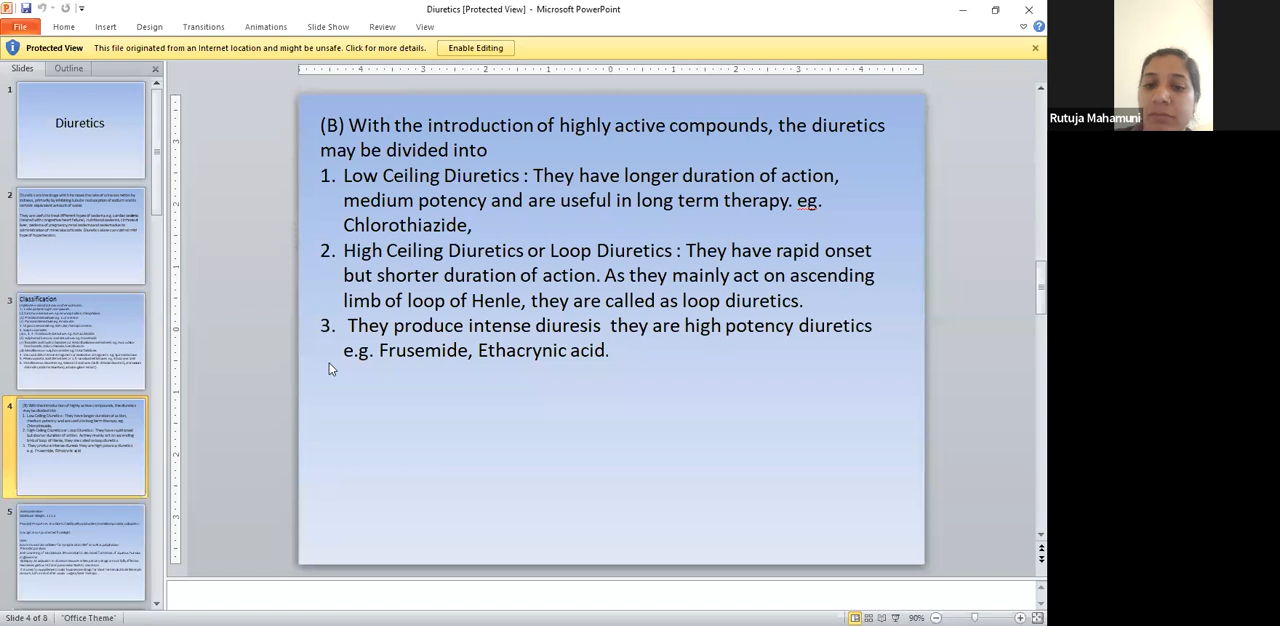 Diuretics [Protected View] - Microsoft PowerPoint
File Home Insert Design Transitions Animations Slide Show Review View
Protected View This file originated from an Internet location and might be unsafe. Click for more details. Enable Editing
Slides Outline
1
Diuretics
2
3
Classification
4
5
(B) With the introduction of highly active compounds, the diuretics
may be divided into
1. Low Ceiling Diuretics : They have longer duration of action,
medium potency and are useful in long term therapy. eg.
Chlorothiazide,
2. High Ceiling Diuretics or Loop Diuretics : They have rapid onset
but shorter duration of action. As they mainly act on ascending
limb of loop of Henle, they are called as loop diuretics.
3. They produce intense diuresis they are high potency diuretics
e.g. Frusemide, Ethacrynic acid.
Rutuja Mahamuni
Slide 4 of 8 "Office Theme" 90%